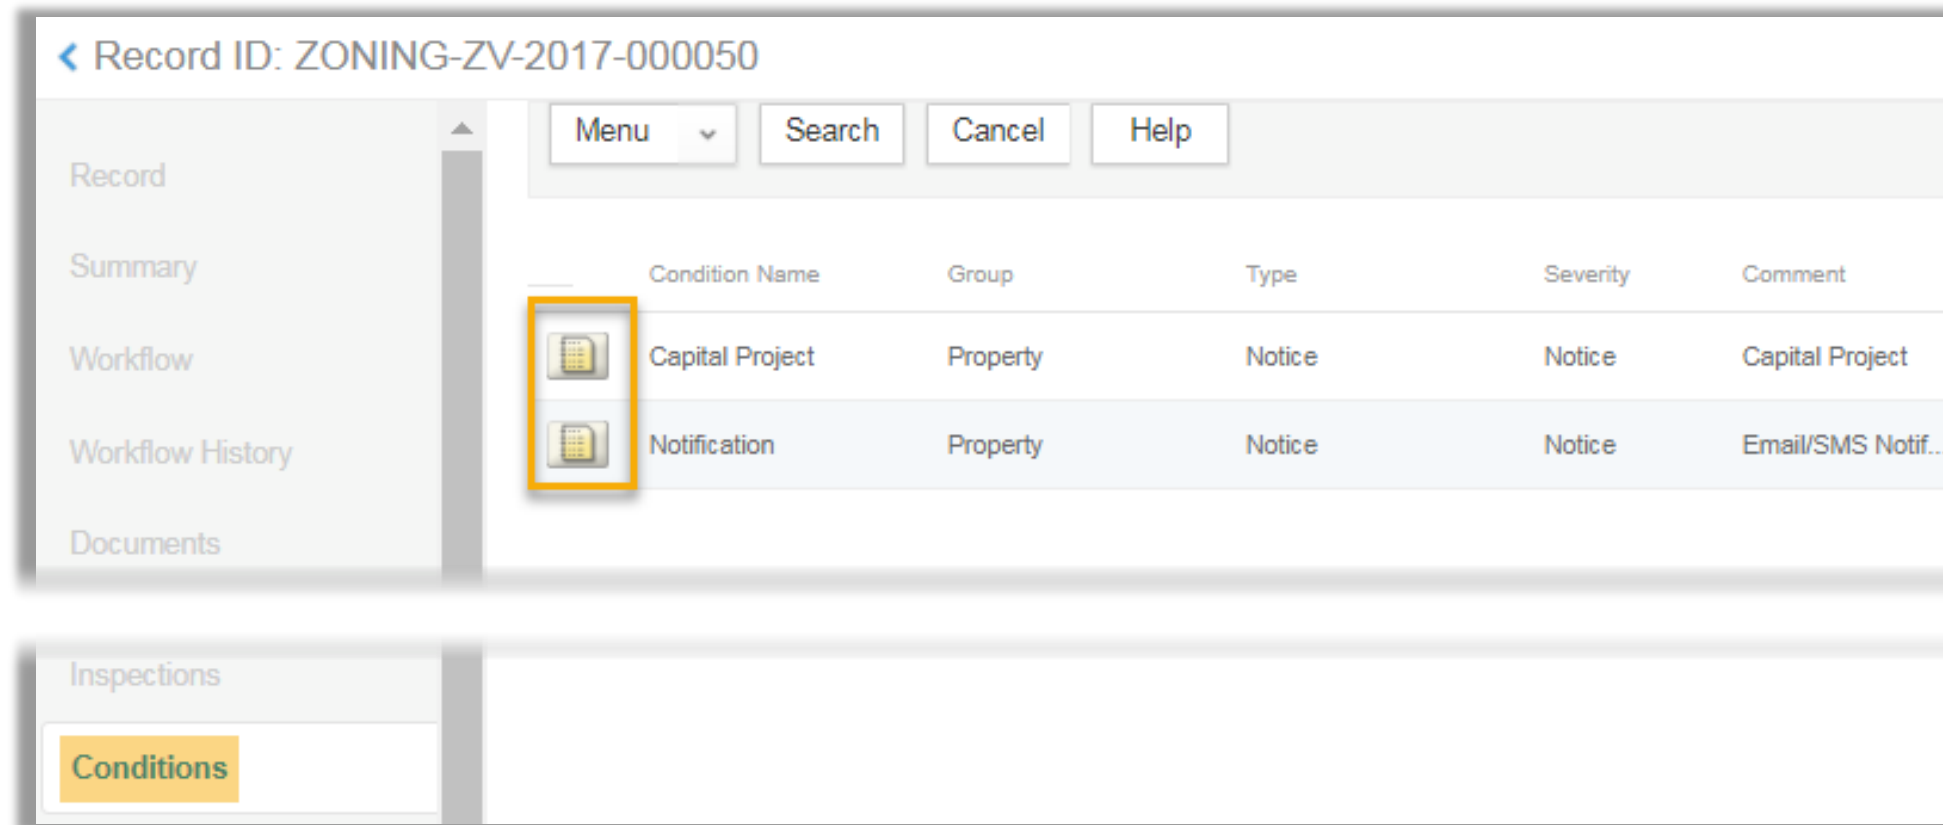 Record ID: ZONING-ZV-2017-000050
Menu Search Cancel Help
Record
Summary
Workflow
Workflow History
Documents
Condition Name Group Type Severity Comment
Capital Project Property Notice Notice Capital Project
Notification Property Notice Notice Email/SMS Notif...
Inspections
Conditions